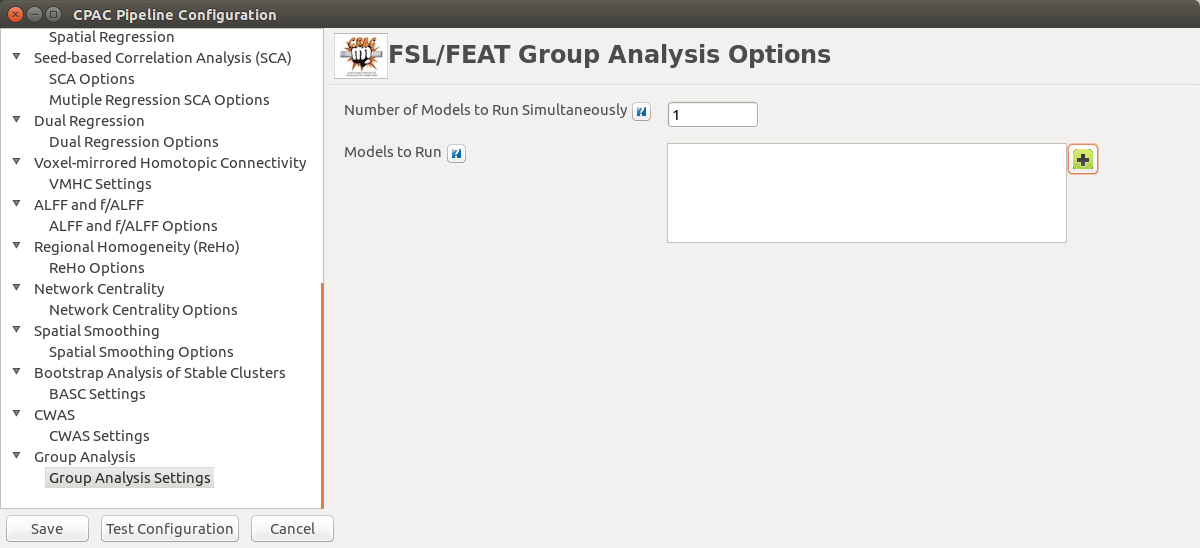 CPAC Pipeline Configuration
Spatial Regression
Seed-based Correlation Analysis (SCA)
SCA Options
Mutiple Regression SCA Options
Dual Regression
Dual Regression Options
Voxel-mirrored Homotopic Connectivity
VMHC Settings
ALFF and f/ALFF
ALFF and f/ALFF Options
Regional Homogeneity (ReHo)
ReHo Options
Network Centrality
Network Centrality Options
Spatial Smoothing
Spatial Smoothing Options
Bootstrap Analysis of Stable Clusters
BASC Settings
CWAS
CWAS Settings
Group Analysis
Group Analysis Settings
Save Test Configuration Cancel
CPAC
FSL/FEAT Group Analysis Options
Number of Models to Run Simultaneously ? 1
Models to Run ?